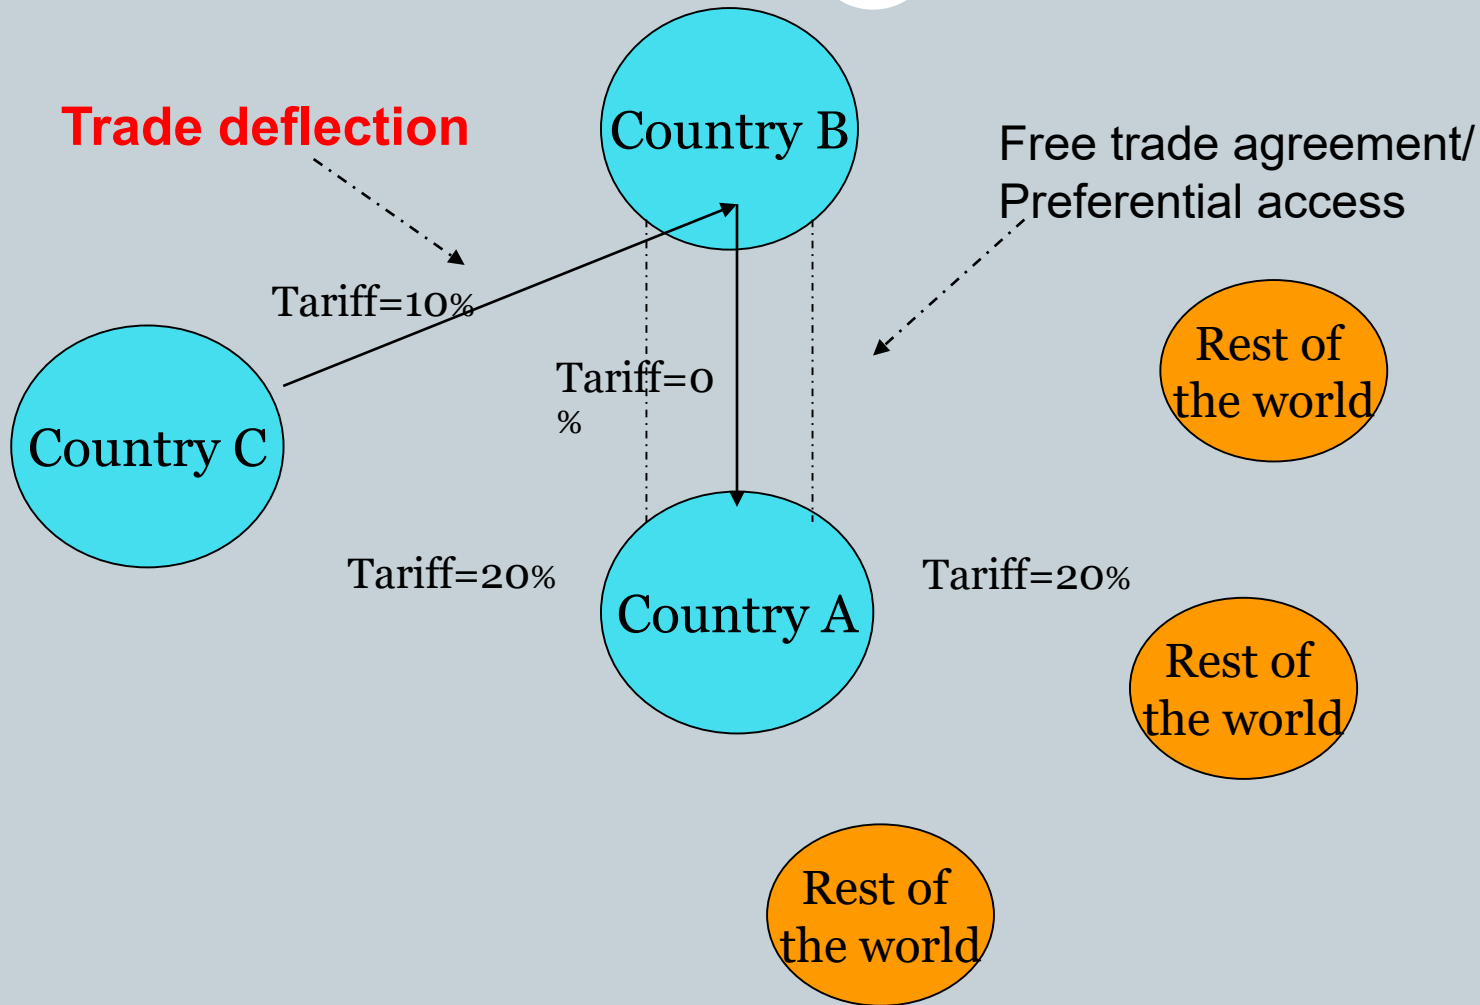 Trade deflection
Country B
Free trade agreement/
Preferential access
Tariff=10%
Rest of
the world
Tariff=0
%
Country C
Tariff=20%
Tariff=20%
Country A
Rest of
the world
Rest of
the world